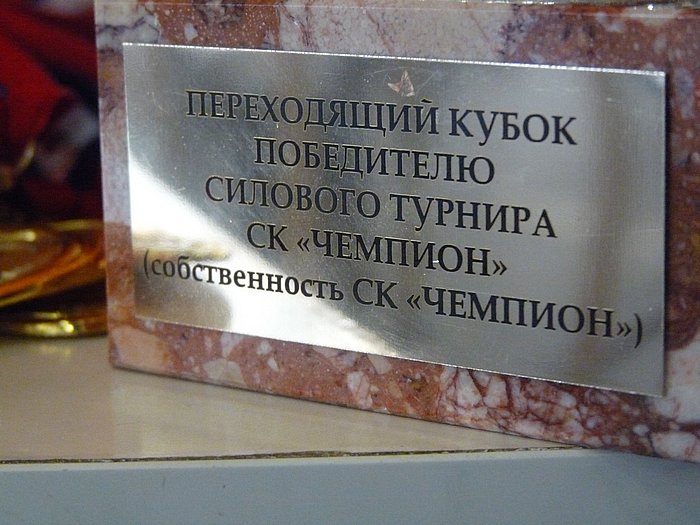 ПЕРЕХОДЯЩИЙ КУБОК
ПОБЕДИТЕЛЮ
СИЛОВОГО ТУРНИРА
СК «ЧЕМПИОН»
(собственность СК «ЧЕМПИОН»)